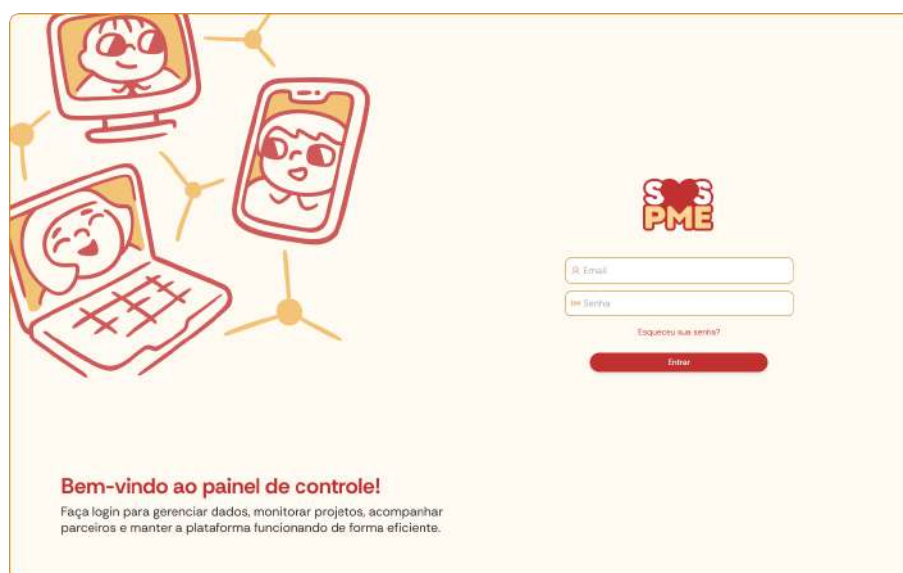 SOS
PME
Email
Senha
Esqueceu sua senha?
Entrar
Bem-vindo ao painel de controle!
Faça login para gerenciar dados, monitorar projetos, acompanhar
parceiros e manter a plataforma funcionando de forma eficiente.